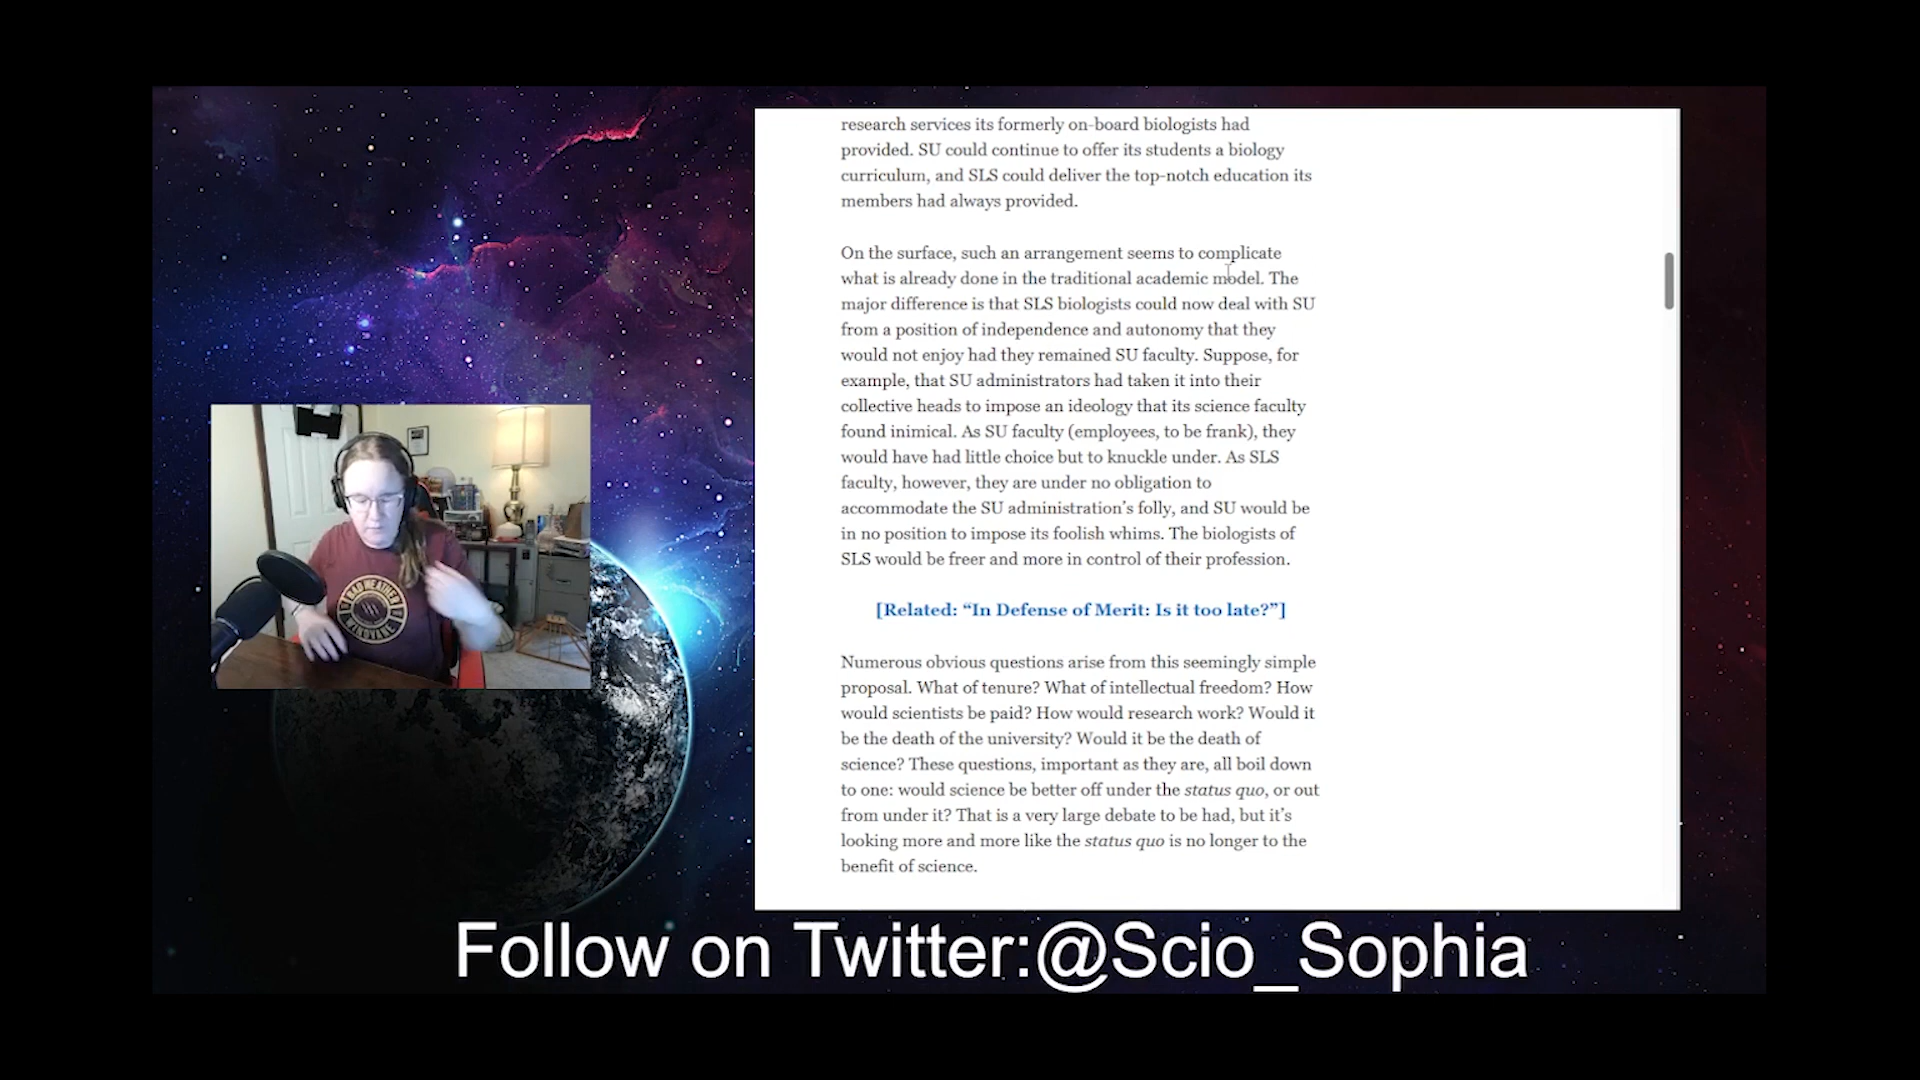 research services its formerly on-board biologists had
provided. SU could continue to offer its students a biology
curriculum, and SLS could deliver the top-notch education its
members had always provided.
On the surface, such an arrangement seems to complicate
what is already done in the traditional academic model. The
major difference is that SLS biologists could now deal with SU
from a position of independence and autonomy that they
would not enjoy had they remained SU faculty. Suppose, for
example, that SU administrators had taken it into their
collective heads to impose an ideology that its science faculty
found inimical. As SU faculty (employees, to be frank), they
would have had little choice but to knuckle under. As SLS
faculty, however, they are under no obligation to
accommodate the SU administration’s folly, and SU would be
in no position to impose its foolish whims. The biologists of
SLS would be freer and more in control of their profession.
[Related: “In Defense of Merit: Is it too late?”]
Numerous obvious questions arise from this seemingly simple
proposal. What of tenure? What of intellectual freedom? How
would scientists be paid? How would research work? Would it
be the death of the university? Would it be the death of
science? These questions, important as they are, all boil down
to one: would science be better off under the status quo, or out
from under it? That is a very large debate to be had, but it’s
looking more and more like the status quo is no longer to the
benefit of science.
BAD WEATHER
WINDVANE
Follow on Twitter:@Scio_Sophia